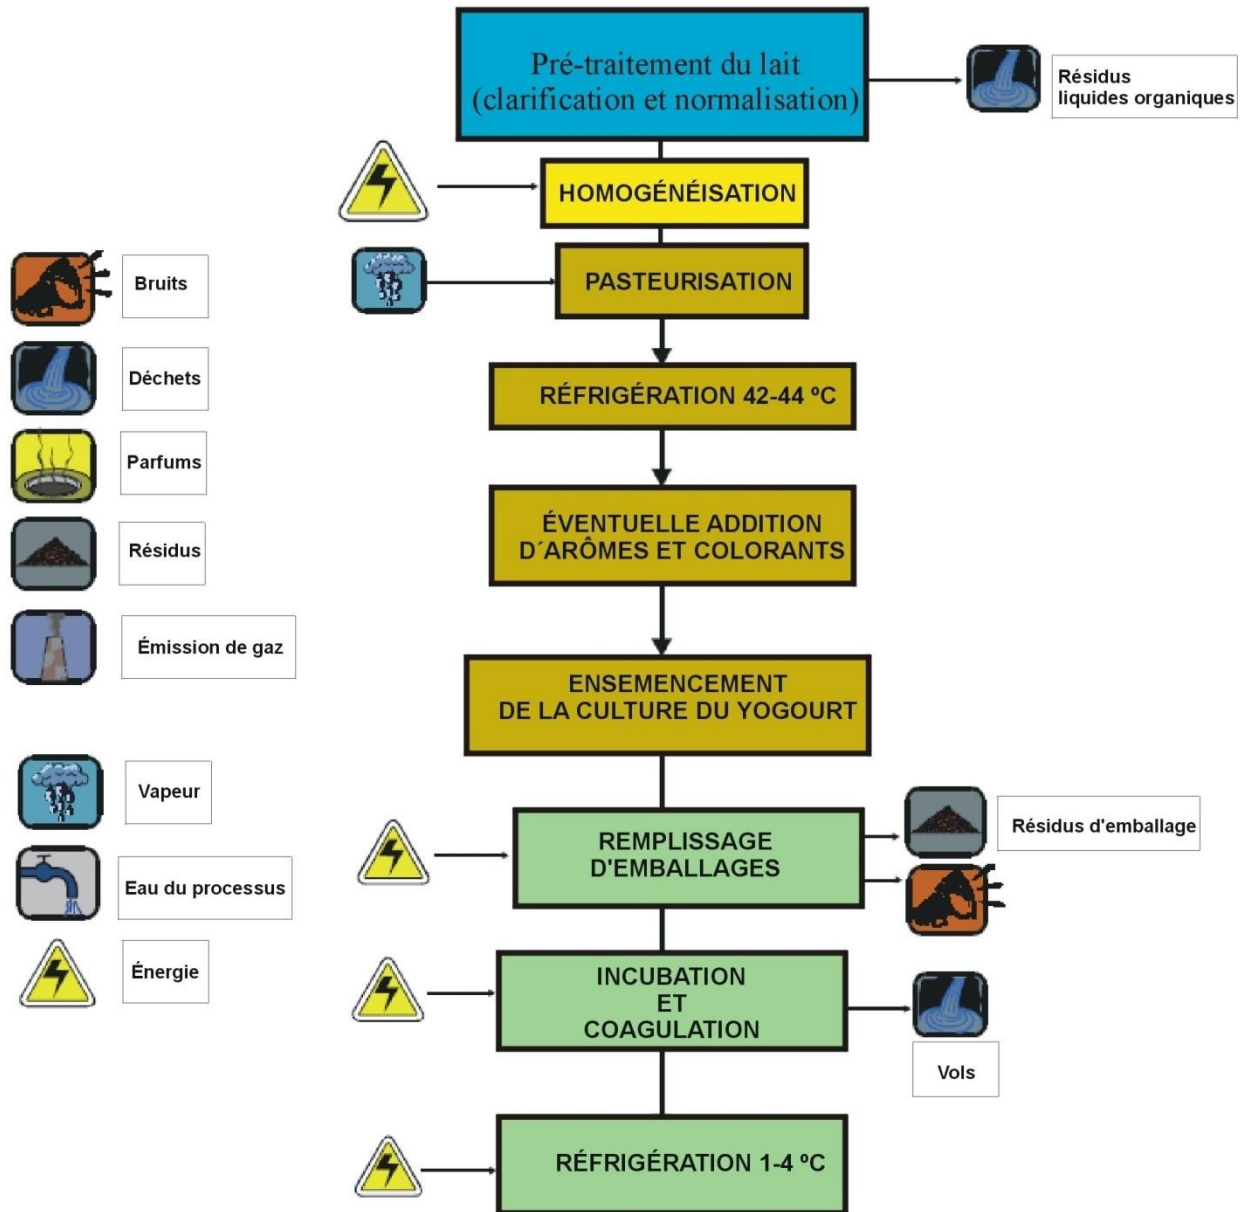 Pré-traitement du lait
(clarification et normalisation)
Résidus
liquides organiques
HOMOGÉNÉISATION
PASTEURISATION
RÉFRIGÉRATION 42-44 ºC
ÉVENTUELLE ADDITION
D´ARÔMES ET COLORANTS
ENSEMENCEMENT
DE LA CULTURE DU YOGOURT
REMPLISSAGE
D'EMBALLAGES
Résidus d'emballage
INCUBATION
ET
COAGULATION
Vols
RÉFRIGÉRATION 1-4 ºC
Bruits
Déchets
Parfums
Résidus
Émission de gaz
Vapeur
Eau du processus
Énergie